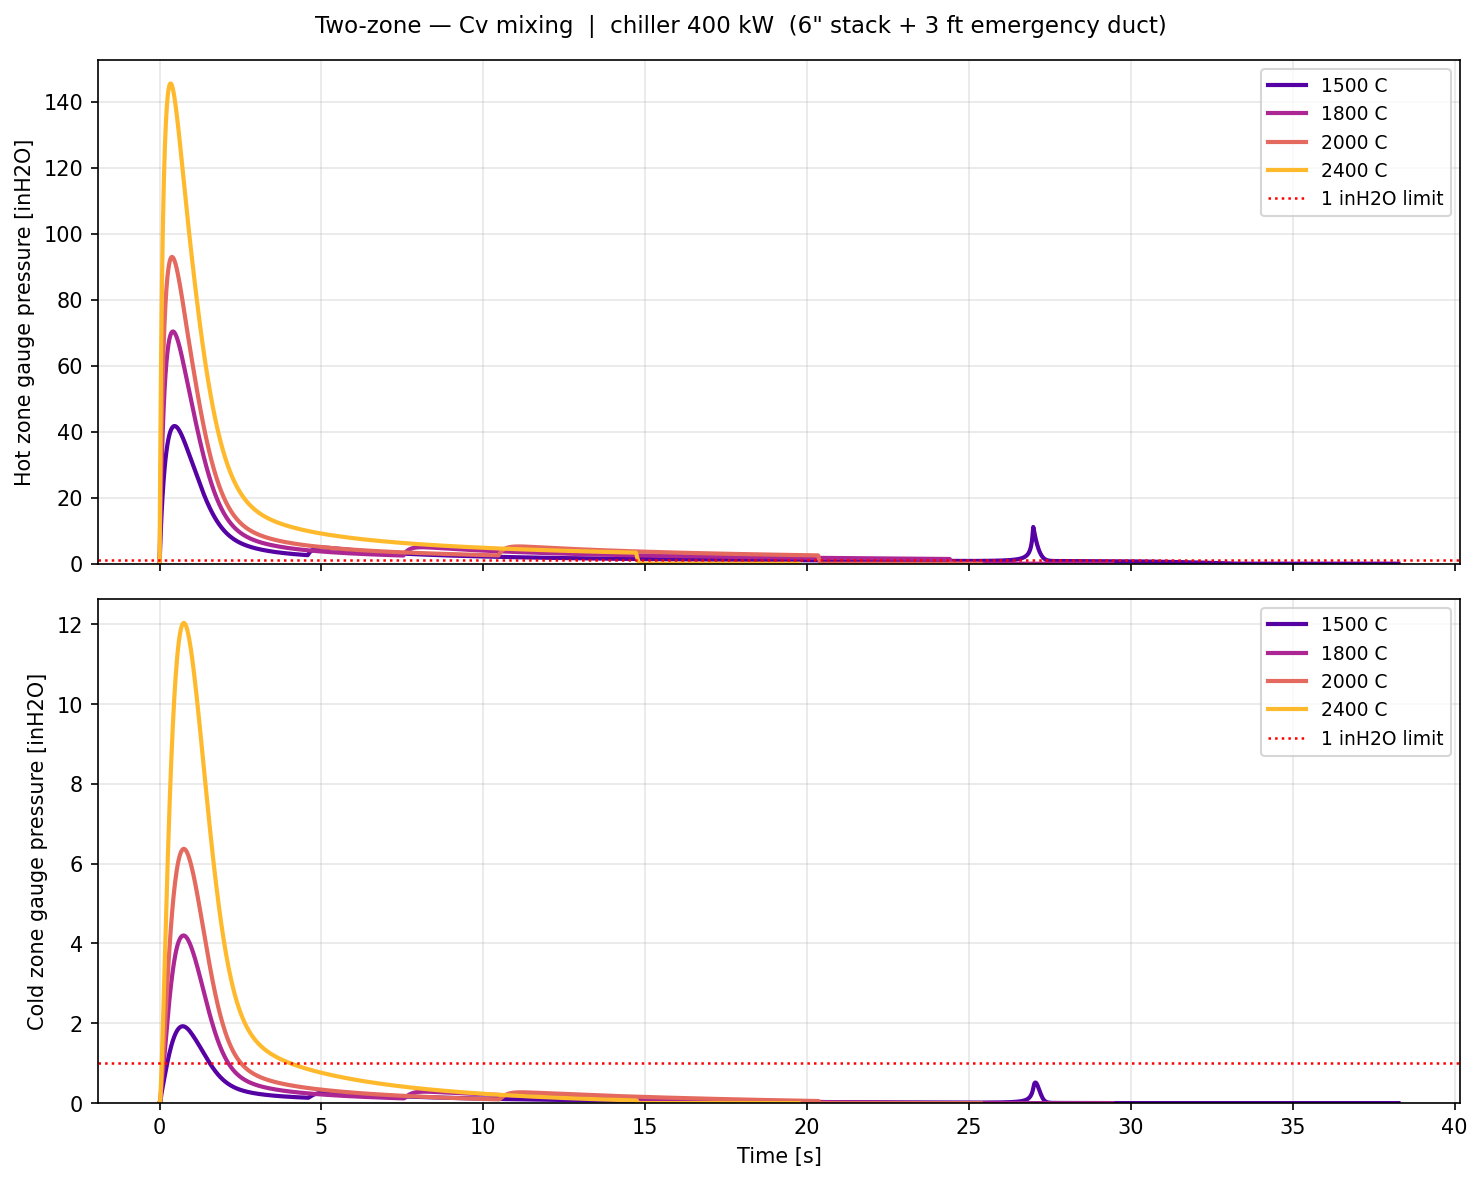 Two-zone — Cv mixing | chiller 400 kW (6" stack + 3 ft emergency duct)
Hot zone gauge pressure [inH2O]
140
120
100
80
60
40
20
0
1500 C
1800 C
2000 C
2400 C
1 inH2O limit
Cold zone gauge pressure [inH2O]
12
10
8
6
4
2
0
1500 C
1800 C
2000 C
2400 C
1 inH2O limit
0 5 10 15 20 25 30 35 40
Time [s]